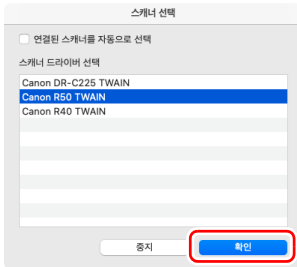 스캐너 선택
연결된 스캐너를 자동으로 선택
스캐너 드라이버 선택
Canon DR-C225 TWAIN
Canon R50 TWAIN
Canon R40 TWAIN
중지
확인